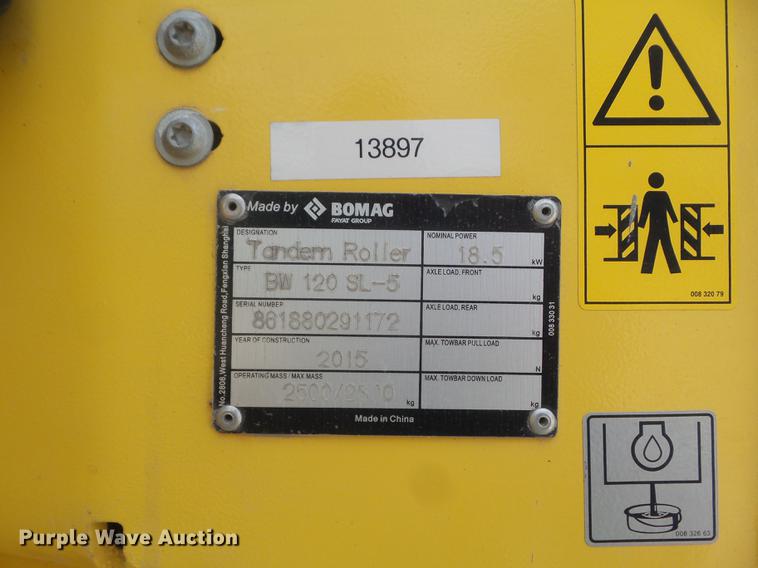 13897
Made by BOMAG
FAYAT GROUP
DESIGNATION
Tandem Roller
NOMINAL POWER
18.5 kW
TYPE
BW 120 SL-5
AXLE LOAD, FRONT
kg
SERIAL NUMBER
861880291172
AXLE LOAD, REAR
kg
YEAR OF CONSTRUCTION
2015
MAX. TOWBAR PULL LOAD
N
OPERATING MASS / MAX MASS
2500 kg
MAX. TOWBAR DOWN LOAD
kg
Made in China
No.2808,West Huancheng Road,Fengxian Shanghai
008 330 31
008 320 79
008 326 63
Purple Wave Auction